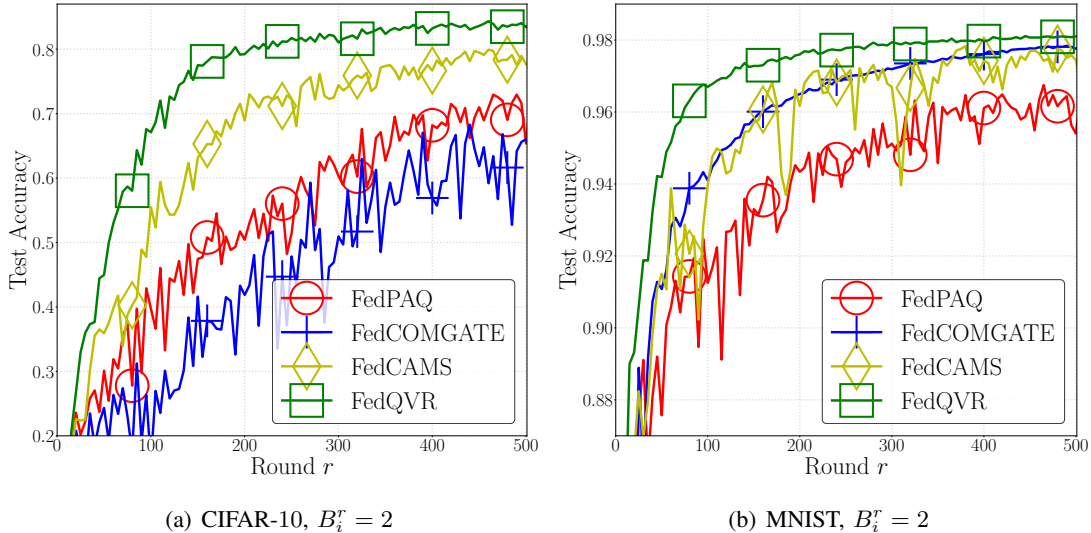 0.8
0.7
0.6
0.5
0.4
0.3
0.2
Test Accuracy
0
100
200
300
400
500
Round r
FedPAQ
FedCOMGATE
FedCAMS
FedQVR
(a) CIFAR-10, B_i^r = 2
0.98
0.96
0.94
0.92
0.90
0.88
Test Accuracy
0
100
200
300
400
500
Round r
FedPAQ
FedCOMGATE
FedCAMS
FedQVR
(b) MNIST, B_i^r = 2